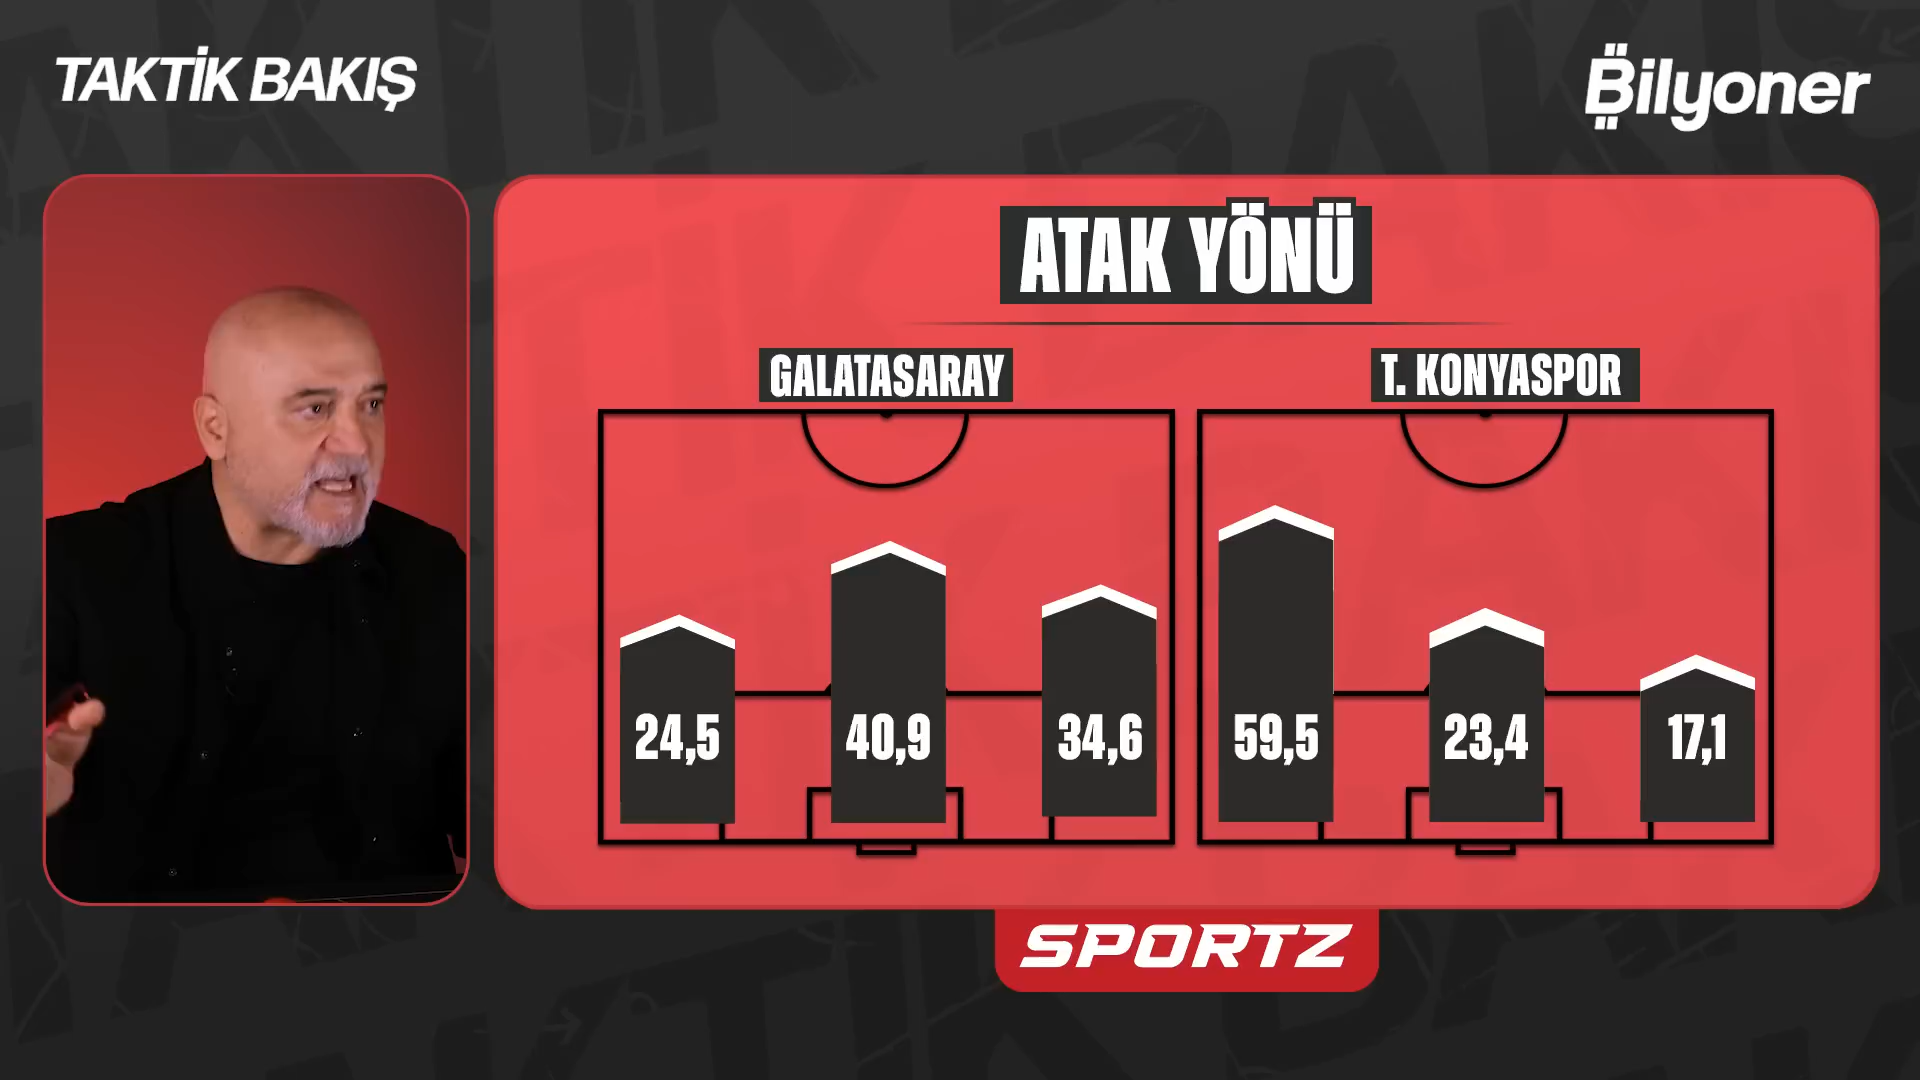 TAKTİK BAKIŞ
Bilyoner
ATAK YÖNÜ
GALATASARAY
T. KONYASPOR
24,5
40,9
34,6
59,5
23,4
17,1
SPORTZ